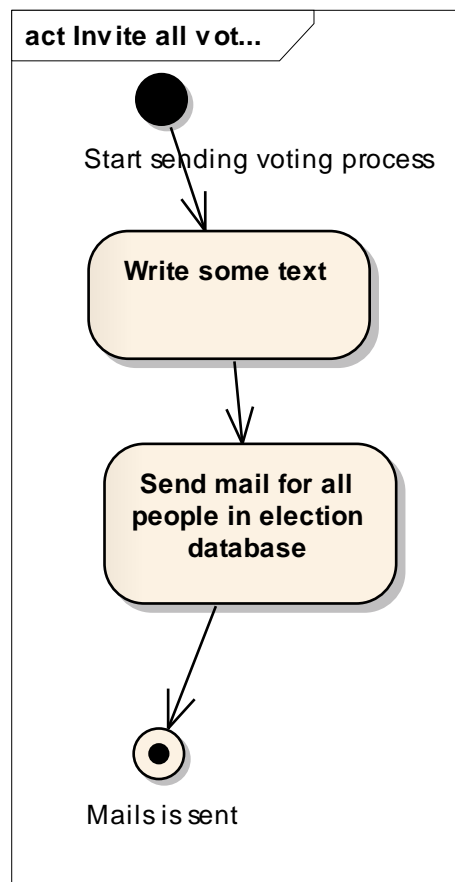 act Invite all vot...
Start sending voting process
Write some text
Send mail for all
people in election
database
Mails is sent